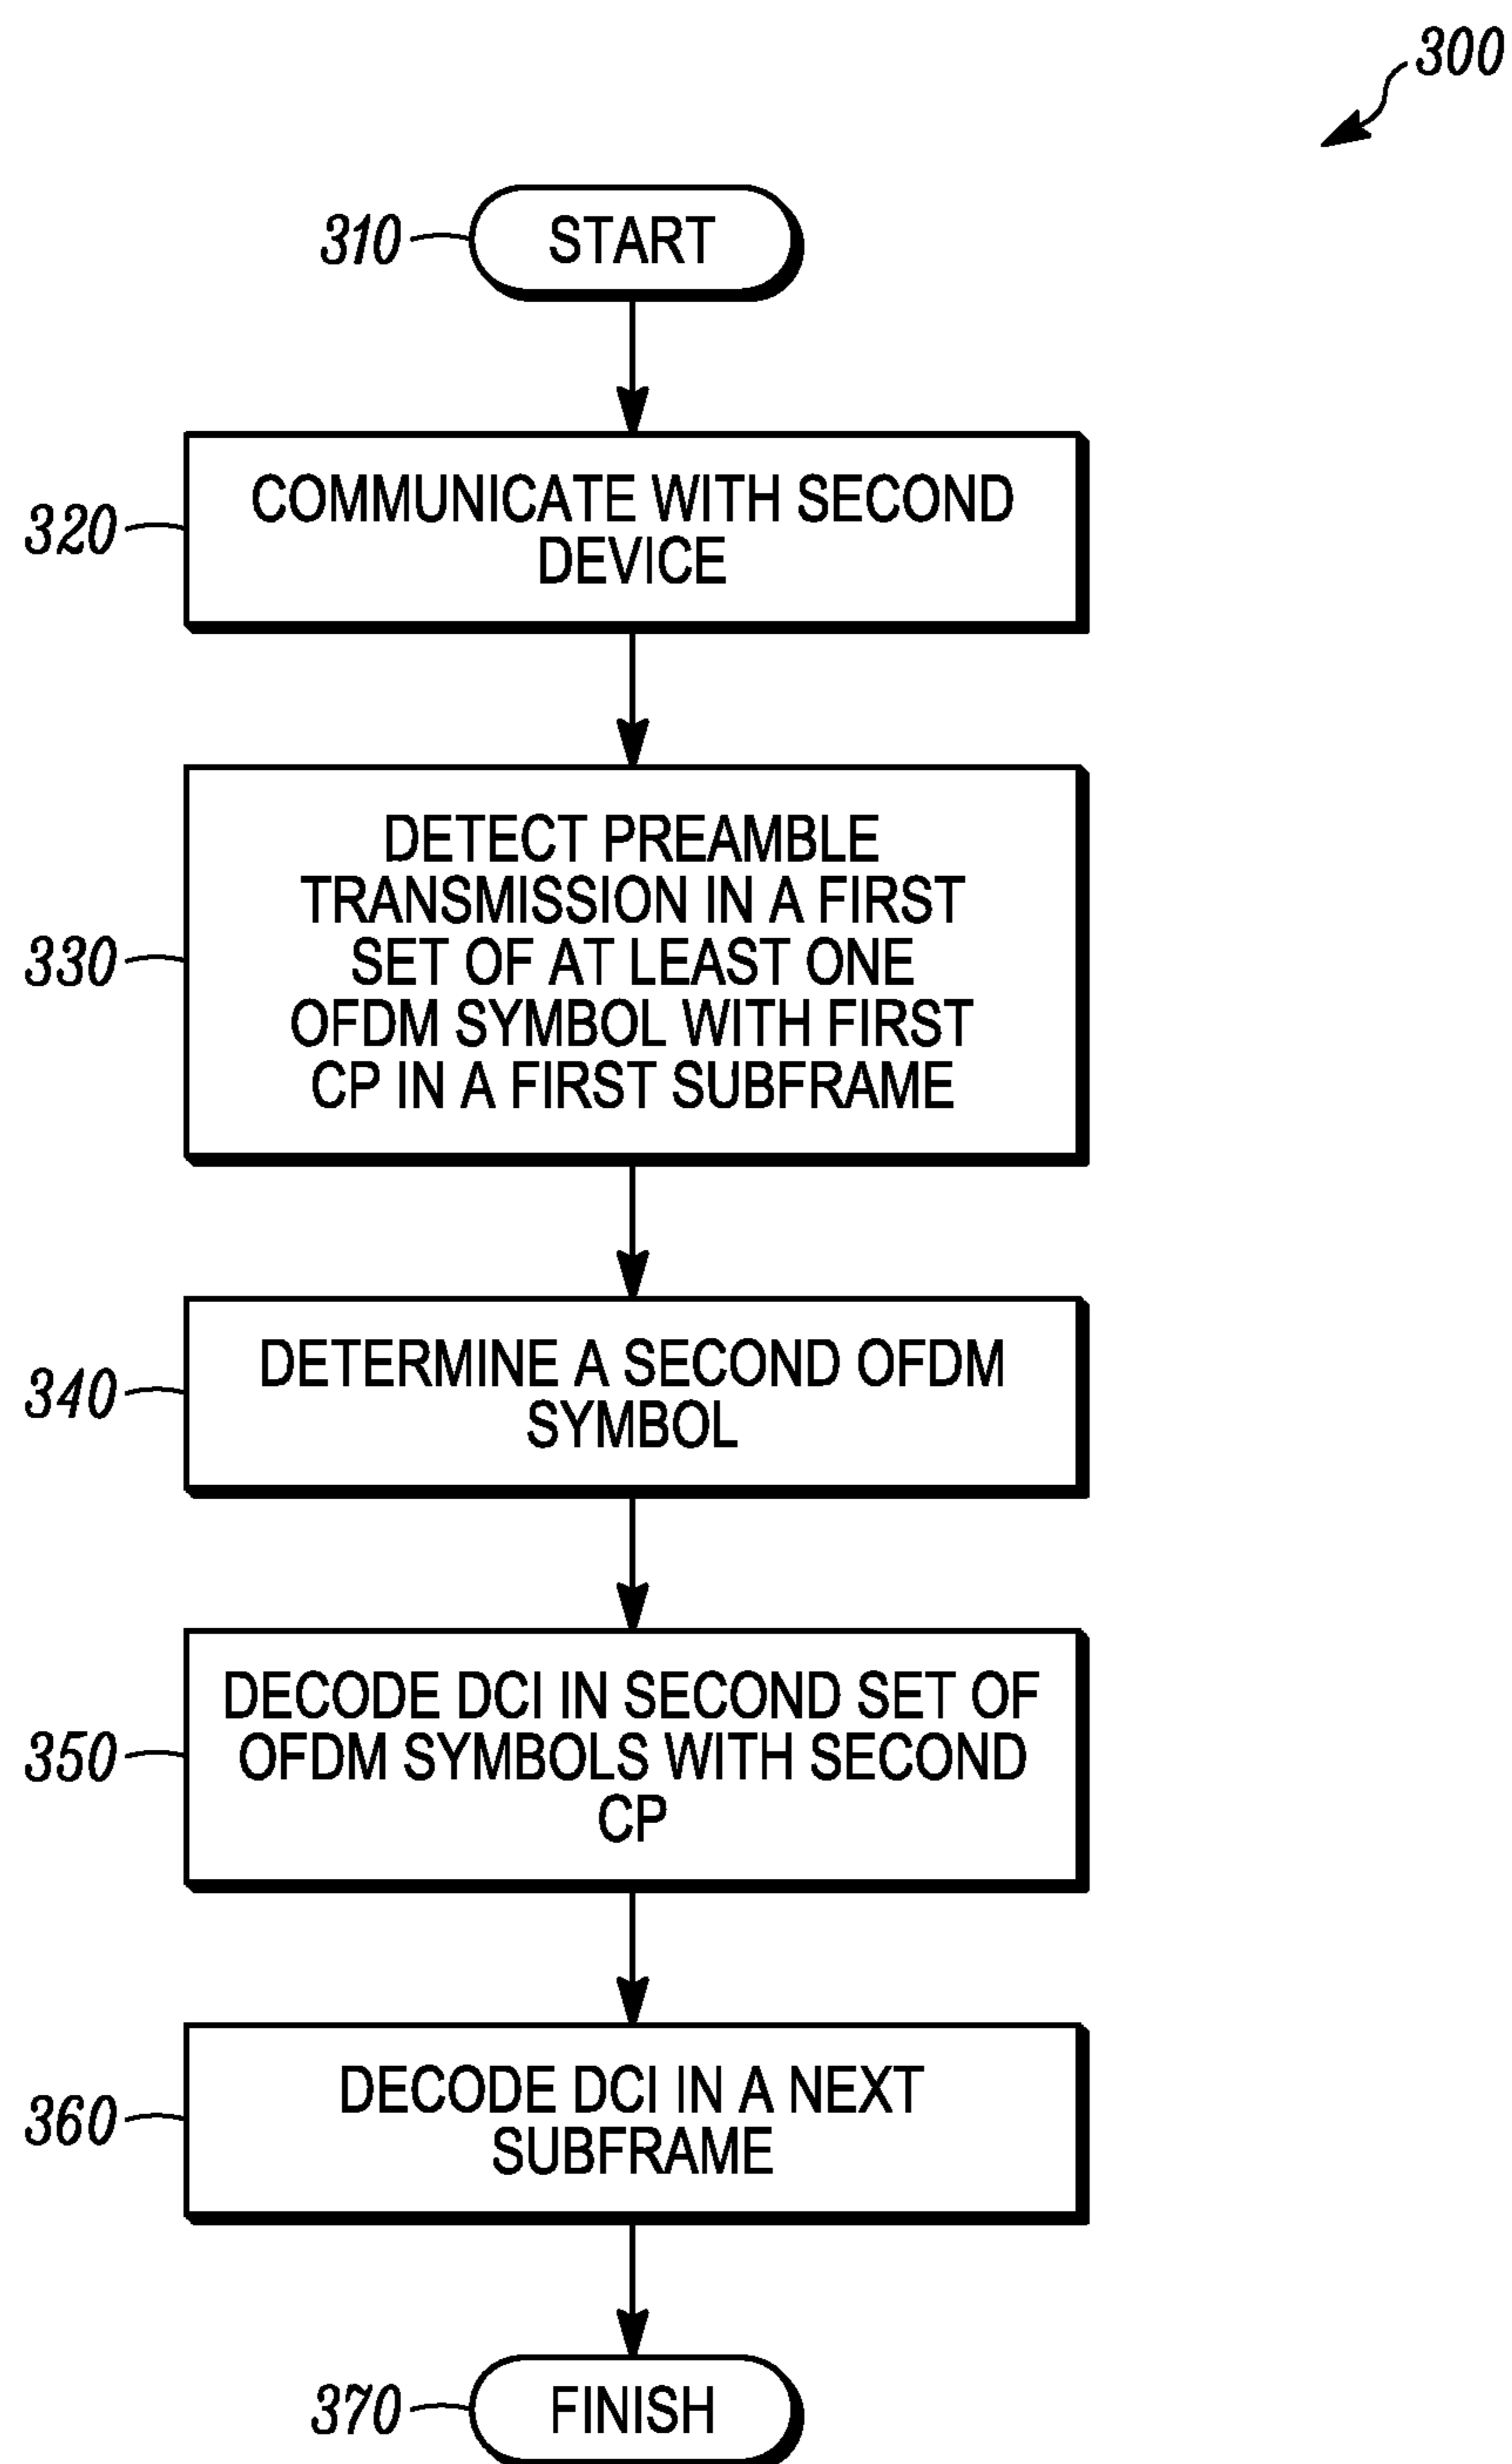 300
310
START
320
COMMUNICATE WITH SECOND
DEVICE
330
DETECT PREAMBLE
TRANSMISSION IN A FIRST
SET OF AT LEAST ONE
OFDM SYMBOL WITH FIRST
CP IN A FIRST SUBFRAME
340
DETERMINE A SECOND OFDM
SYMBOL
350
DECODE DCI IN SECOND SET OF
OFDM SYMBOLS WITH SECOND
CP
360
DECODE DCI IN A NEXT
SUBFRAME
370
FINISH